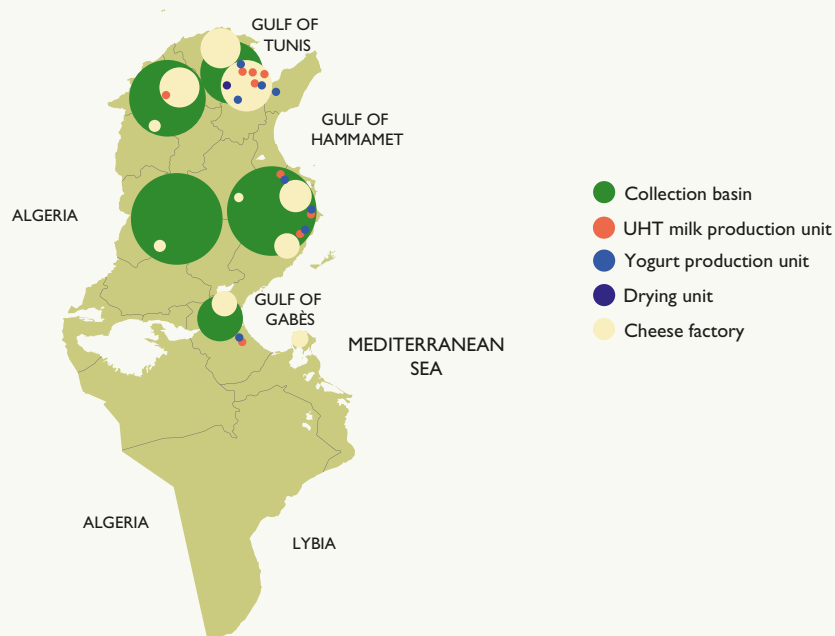 GULF OF
TUNIS
GULF OF
HAMMAMET
ALGERIA
Collection basin
UHT milk production unit
Yogurt production unit
Drying unit
Cheese factory
GULF OF
GABÈS
MEDITERRANEAN
SEA
ALGERIA
LYBIA